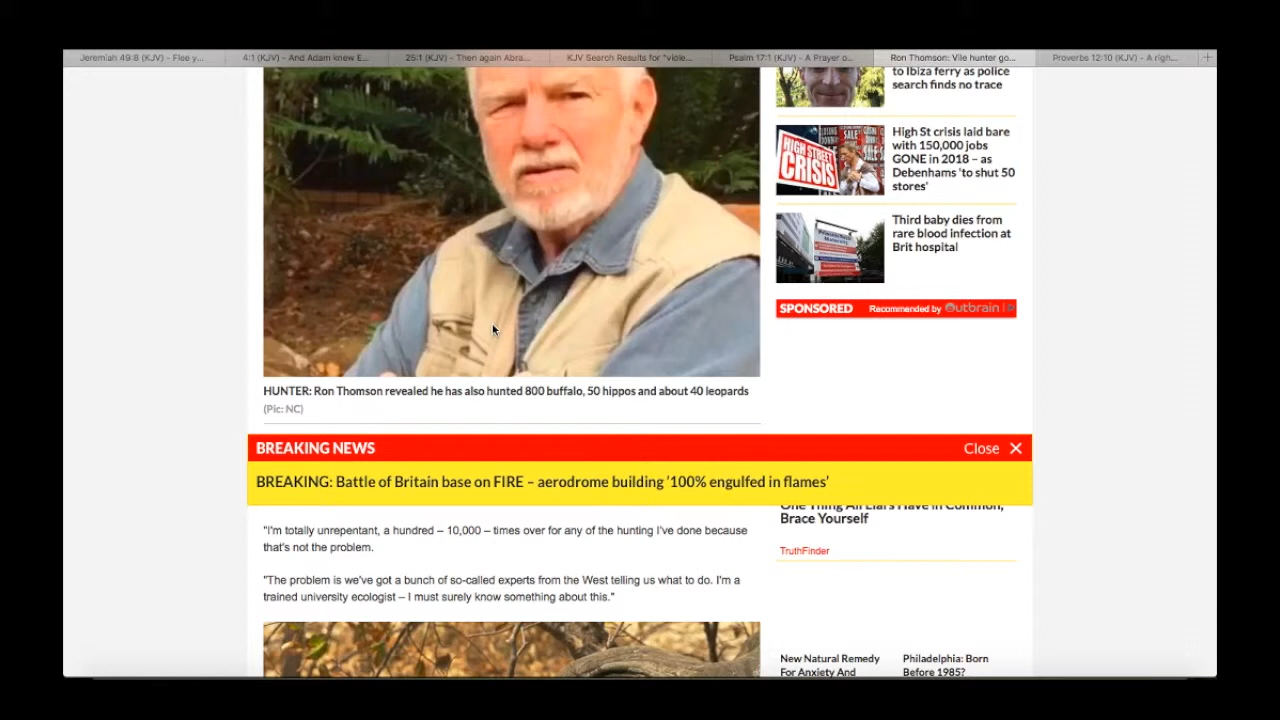 Jeremiah 49:8 (KJV) - Flee y...
4:1 (KJV) - And Adam knew E...
25:1 (KJV) - Then again Abra...
KJV Search Results for "viole...
Psalm 17:1 (KJV) - A Prayer o...
Ron Thomson: Vile hunter go...
Proverbs 12:10 (KJV) - A righ...
to Ibiza ferry as police
search finds no trace
HIGH STREET
CRISIS
SALE
High St crisis laid bare
with 150,000 jobs
GONE in 2018 – as
Debenhams 'to shut 50
stores'
Third baby dies from
rare blood infection at
Brit hospital
SPONSORED Recommended by Outbrain
HUNTER: Ron Thomson revealed he has also hunted 800 buffalo, 50 hippos and about 40 leopards
(Pic: NC)
BREAKING NEWS
Close
BREAKING: Battle of Britain base on FIRE – aerodrome building '100% engulfed in flames'
One Thing All Liars Have in Common,
Brace Yourself
TruthFinder
"I'm totally unrepentant, a hundred – 10,000 – times over for any of the hunting I've done because
that's not the problem.
"The problem is we've got a bunch of so-called experts from the West telling us what to do. I'm a
trained university ecologist – I must surely know something about this."
New Natural Remedy
For Anxiety And
Philadelphia: Born
Before 1985?